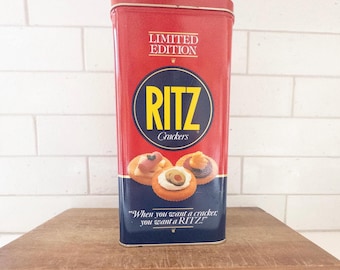 LIMITED
EDITION
RITZ
Crackers
"When you want a cracker,
you want a RITZ!"